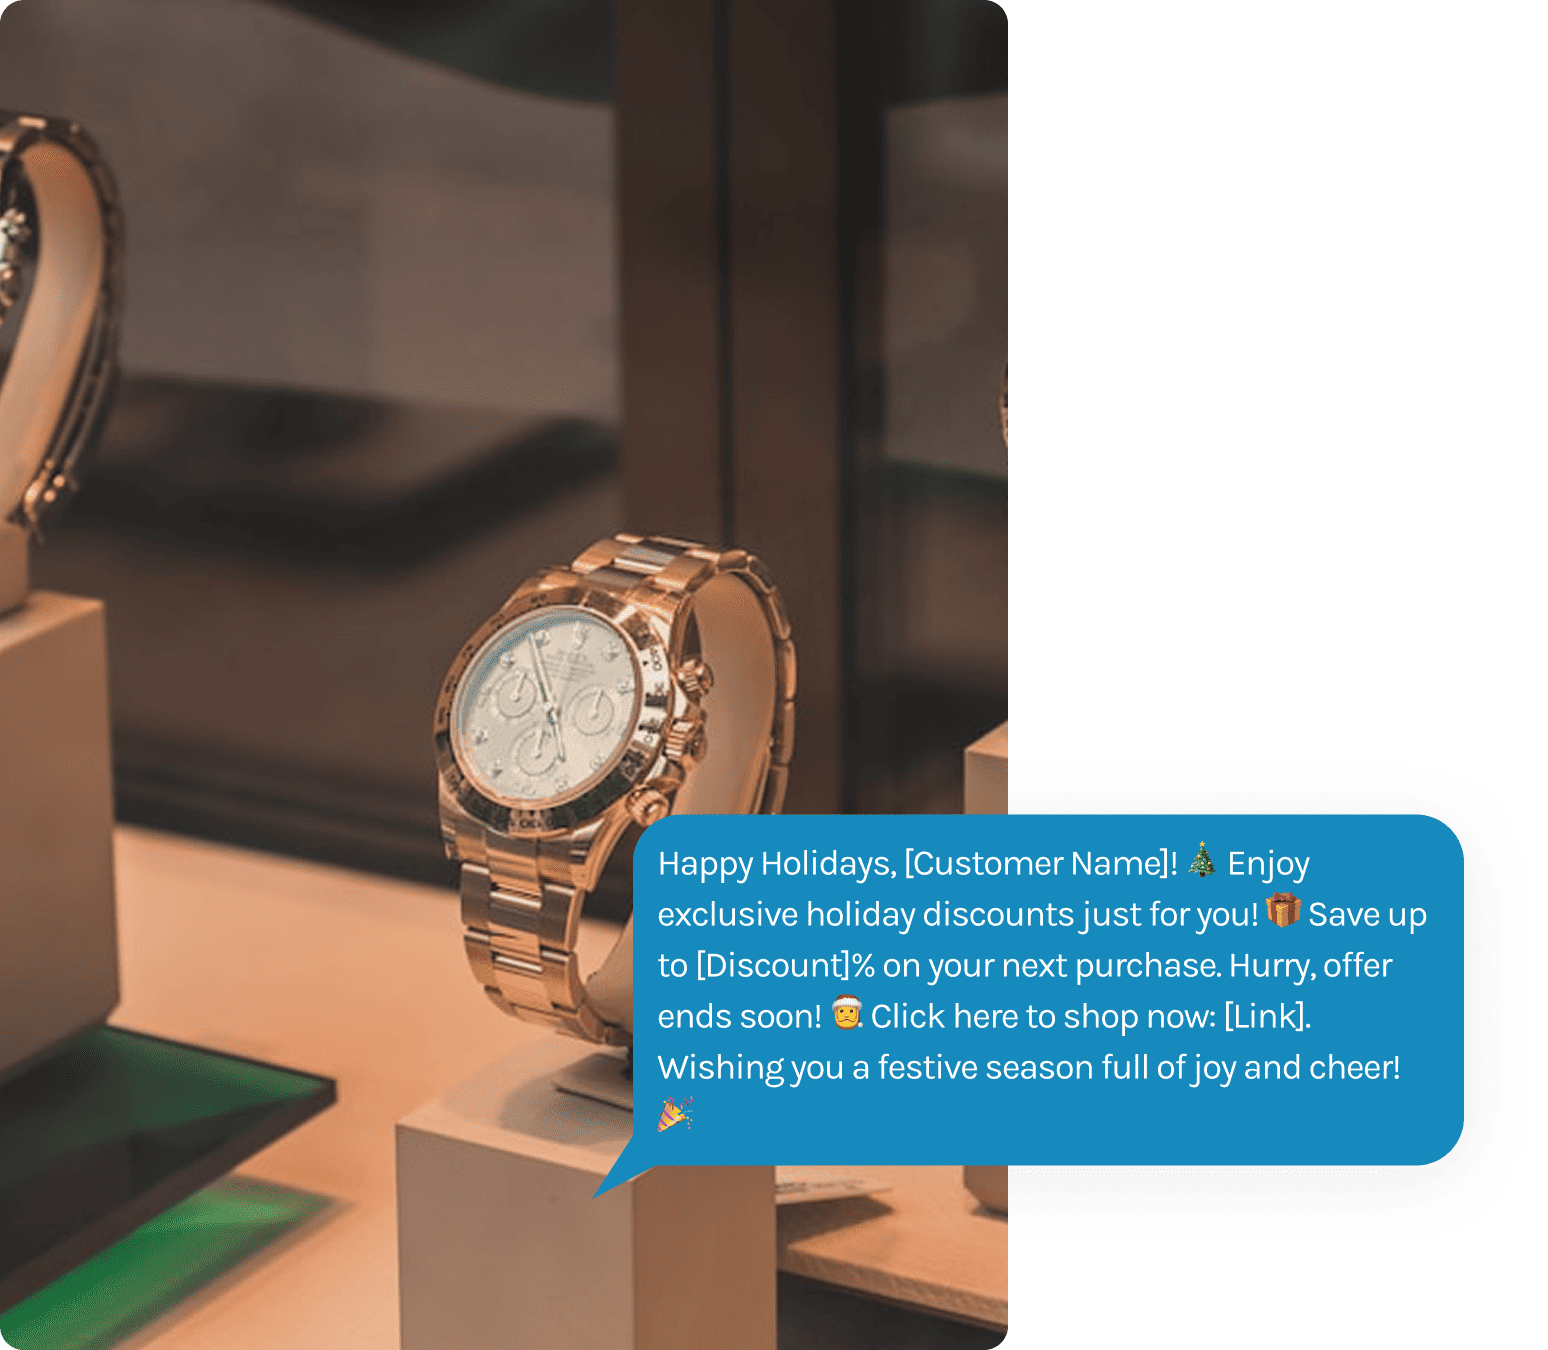 Happy Holidays, [Customer Name]! 🎄 Enjoy
exclusive holiday discounts just for you! 🎁 Save up
to [Discount]% on your next purchase. Hurry, offer
ends soon! 🎅 Click here to shop now: [Link].
Wishing you a festive season full of joy and cheer!
🎉